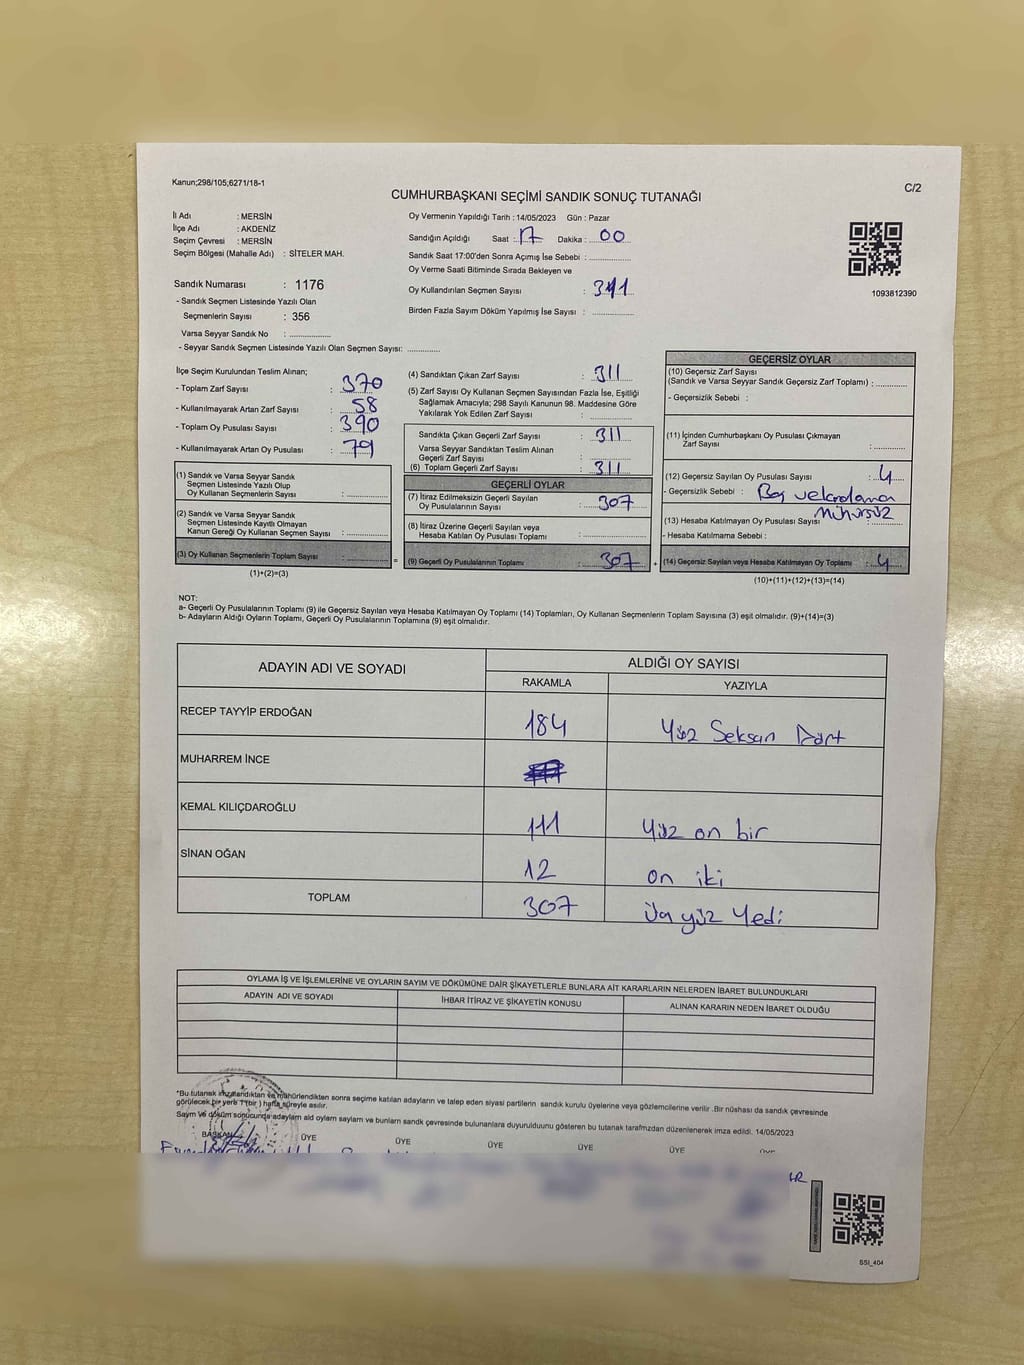 Kanun;298/105;6271/18-1
C/2
CUMHURBAŞKANI SEÇİMİ SANDIK SONUÇ TUTANAĞI
İl Adı : MERSİN
İlçe Adı : AKDENİZ
Seçim Çevresi : MERSİN
Seçim Bölgesi (Mahalle Adı) : SİTELER MAH.
Sandık Numarası : 1176
- Sandık Seçmen Listesinde Yazılı Olan
Seçmenlerin Sayısı : 356
Varsa Seyyar Sandık No : ..................
- Seyyar Sandık Seçmen Listesinde Yazılı Olan Seçmen Sayısı: ..............
Oy Vermenin Yapıldığı Tarih : 14/05/2023 Gün : Pazar
Sandığın Açıldığı Saat : 17 Dakika : 00
Sandık Saat 17:00'den Sonra Açımış İse Sebebi : ..................
Oy Verme Saati Bitiminde Sırada Bekleyen ve
Oy Kullandırılan Seçmen Sayısı : 311
Birden Fazla Sayım Döküm Yapılmış İse Sayısı : ..................
1093812390
İlçe Seçim Kurulundan Teslim Alınan;
- Toplam Zarf Sayısı : 370
- Kullanılmayarak Artan Zarf Sayısı : 58
- Toplam Oy Pusulası Sayısı : 390
- Kullanılmayarak Artan Oy Pusulası Sayısı : 79
(1) Sandık ve Varsa Seyyar Sandık
Seçmen Listesinde Yazılı Olup
Oy Kullanan Seçmenlerin Sayısı : ..................
(2) Sandık ve Varsa Seyyar Sandık
Seçmen Listesinde Kayıtlı Olmayan
Kanun Gereği Oy Kullanan Seçmen Sayısı : ..................
(3) Oy Kullanan Seçmenlerin Toplam Sayısı : ..................
(1)+(2)=(3)
(4) Sandıktan Çıkan Zarf Sayısı : 311
(5) Zarf Sayısı Oy Kullanan Seçmen Sayısından Fazla İse, Eşitliği
Sağlamak Amacıyla; 298 Sayılı Kanunun 98. Maddesine Göre
Yakılarak Yok Edilen Zarf Sayısı : ..................
Sandıkta Çıkan Geçerli Zarf Sayısı : 311
Varsa Seyyar Sandıktan Teslim Alınan
Geçerli Zarf Sayısı : ..................
(6) Toplam Geçerli Zarf Sayısı : 311
GEÇERLİ OYLAR
(7) İtiraz Edilmeksizin Geçerli Sayılan
Oy Pusulalarının Sayısı : 307
(8) İtiraz Üzerine Geçerli Sayılan veya
Hesaba Katılan Oy Pusulası Toplamı : ..................
= (9) Geçerli Oy Pusulalarının Toplamı : 307
GEÇERSİZ OYLAR
(10) Geçersiz Zarf Sayısı
(Sandık ve Varsa Seyyar Sandık Geçersiz Zarf Toplamı) : ............
- Geçersizlik Sebebi :
(11) İçinden Cumhurbaşkanı Oy Pusulası Çıkmayan
Zarf Sayısı : ............
(12) Geçersiz Sayılan Oy Pusulası Sayısı : 4
- Geçersizlik Sebebi : Boş
mühürsüz
(13) Hesaba Katılmayan Oy Pusulası Sayısı : ............
- Hesaba Katılmama Sebebi :
+ (14) Geçersiz Sayılan veya Hesaba Katılmayan Oy Toplamı : 4
(10)+(11)+(12)+(13)=(14)
NOT:
a- Geçerli Oy Pusulalarının Toplamı (9) ile Geçersiz Sayılan veya Hesaba Katılmayan Oy Toplamı (14) Toplamları, Oy Kullanan Seçmenlerin Toplam Sayısına (3) eşit olmalıdır. (9)+(14)=(3)
b- Adayların Aldığı Oyların Toplamı, Geçerli Oy Pusulalarının Toplamına (9) eşit olmalıdır.
ADAYIN ADI VE SOYADI
ALDIĞI OY SAYISI
RAKAMLA
YAZIYLA
RECEP TAYYİP ERDOĞAN 184 Yüz Seksan Dört
MUHARREM İNCE
KEMAL KILIÇDAROĞLU 111 Yüz on bir
SİNAN OĞAN 12 on iki
TOPLAM 307 Üç yüz Yedi
OYLAMA İŞ VE İŞLEMLERİNE VE OYLARIN SAYIM VE DÖKÜMÜNE DAİR ŞİKAYETLERLE BUNLARA AİT KARARLARIN NELERDEN İBARET BULUNDUKLARI
ADAYIN ADI VE SOYADI
İHBAR İTİRAZ VE ŞİKAYETİN KONUSU
ALINAN KARARIN NEDEN İBARET OLDUĞU
*Bu tutanak imzalandıktan ve mühürlendikten sonra seçime katılan adayların ve talep eden siyasi partilerin sandık kurulu üyelerine veya gözlemcilerine verilir .Bir nüshası da sandık çevresinde
görülecek bir yere 1 (bir ) hafta süreyle asılır.
Sayım ve döküm sonucunda adayların ald oyların sayların ve bunların sandk çevresinde bulunanlara duyurulduunu gösteren bu tutanak tarafmzdan düzenlenerek imza edildi. 14/05/2023
BAŞKAN ÜYE ÜYE ÜYE ÜYE ÜYE
SSI_404